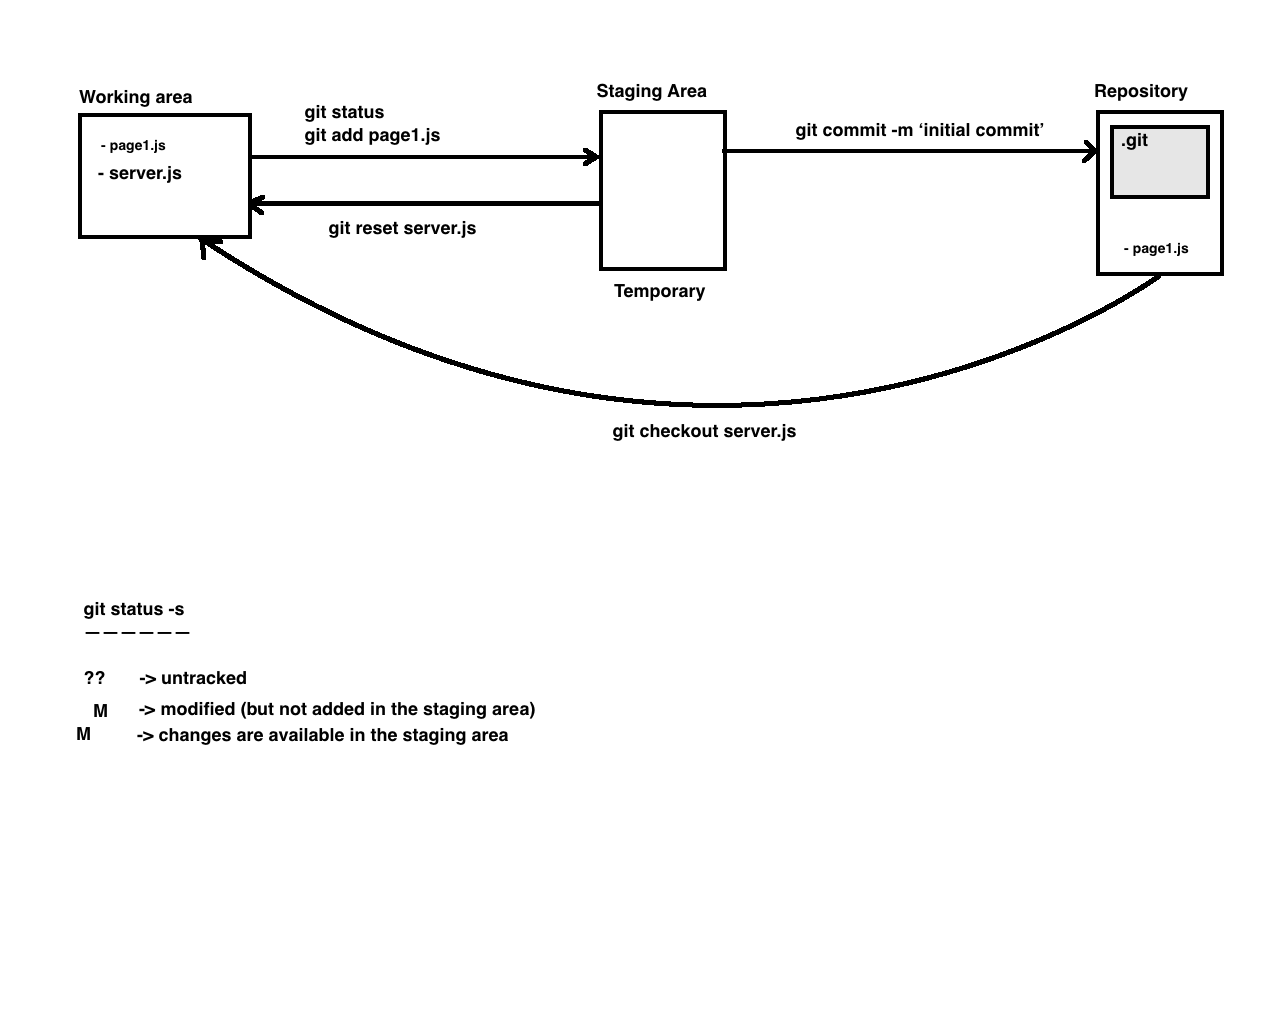 Working area
- page1.js
- server.js
git status
git add page1.js
git reset server.js
Staging Area
Temporary
git commit -m ‘initial commit’
Repository
.git
- page1.js
git checkout server.js
git status -s
— — — — — —
?? -> untracked
M -> modified (but not added in the staging area)
M -> changes are available in the staging area